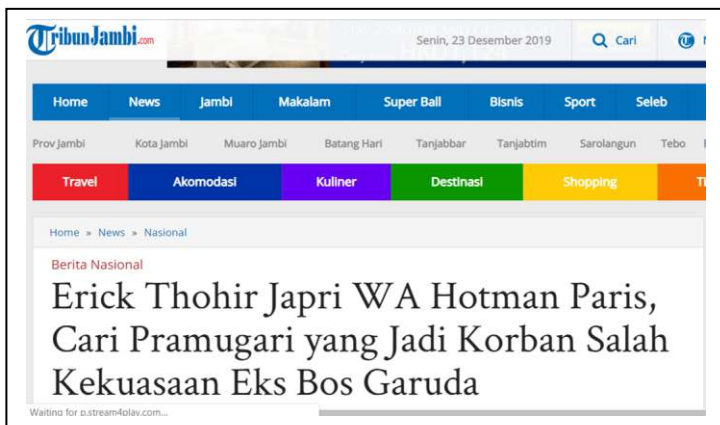 TribunJambi.com
Senin, 23 Desember 2019
Cari
Home News Jambi Makalam Super Ball Bisnis Sport Seleb
Prov Jambi Kota Jambi Muaro Jambi Batang Hari Tanjabbar Tanjabtim Sarolangun Tebo
Travel Akomodasi Kuliner Destinasi Shopping
Home » News » Nasional
Berita Nasional
Erick Thohir Japri WA Hotman Paris,
Cari Pramugari yang Jadi Korban Salah
Kekuasaan Eks Bos Garuda
Waiting for p.stream4play.com...